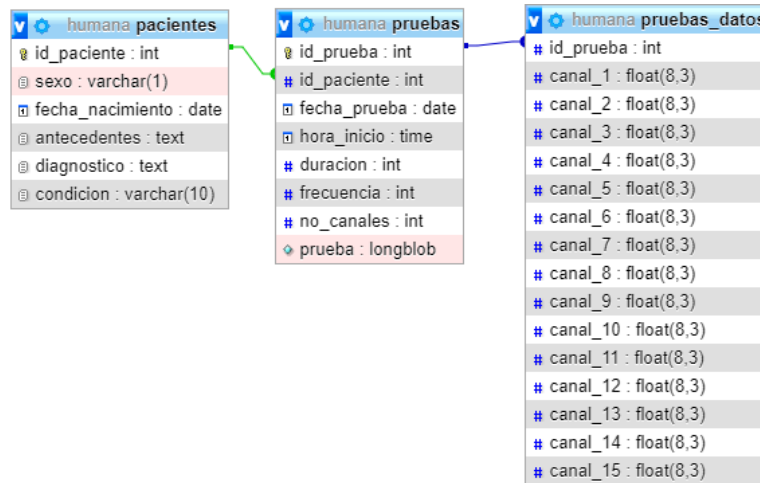 v humana pacientes
id_paciente : int
sexo : varchar(1)
fecha_nacimiento : date
antecedentes : text
diagnostico : text
condicion : varchar(10)
v humana pruebas
id_prueba : int
# id_paciente : int
fecha_prueba : date
hora_inicio : time
# duracion : int
# frecuencia : int
# no_canales : int
prueba : longblob
v humana pruebas_datos
# id_prueba : int
# canal_1 : float(8,3)
# canal_2 : float(8,3)
# canal_3 : float(8,3)
# canal_4 : float(8,3)
# canal_5 : float(8,3)
# canal_6 : float(8,3)
# canal_7 : float(8,3)
# canal_8 : float(8,3)
# canal_9 : float(8,3)
# canal_10 : float(8,3)
# canal_11 : float(8,3)
# canal_12 : float(8,3)
# canal_13 : float(8,3)
# canal_14 : float(8,3)
# canal_15 : float(8,3)